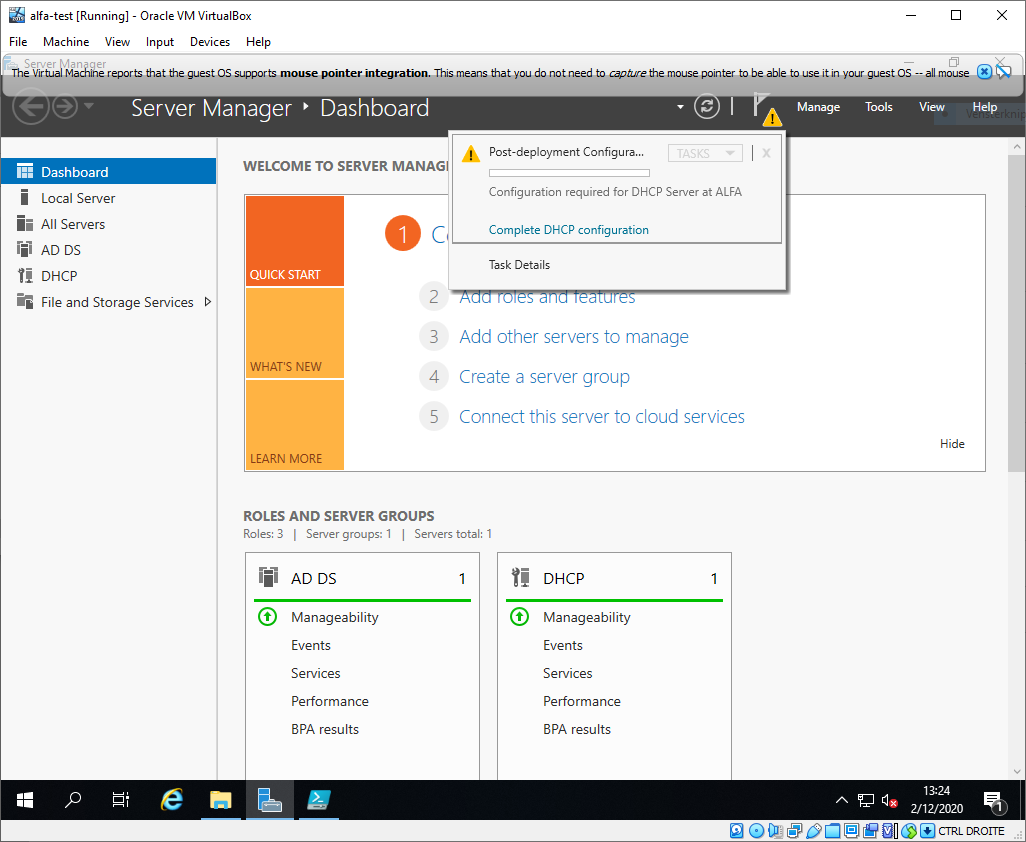 alfa-test [Running] - Oracle VM VirtualBox
File Machine View Input Devices Help
Server Manager
The Virtual Machine reports that the guest OS supports mouse pointer integration. This means that you do not need to capture the mouse pointer to be able to use it in your guest OS -- all mouse
Server Manager Dashboard
Manage Tools View Help
Vensterknip
Dashboard
Local Server
All Servers
AD DS
DHCP
File and Storage Services
WELCOME TO SERVER MANAG
Post-deployment Configura...
TASKS
Configuration required for DHCP Server at ALFA
Complete DHCP configuration
Task Details
QUICK START
WHAT'S NEW
LEARN MORE
1 Co
2 Add roles and features
3 Add other servers to manage
4 Create a server group
5 Connect this server to cloud services
Hide
ROLES AND SERVER GROUPS
Roles: 3 | Server groups: 1 | Servers total: 1
AD DS 1
Manageability
Events
Services
Performance
BPA results
DHCP 1
Manageability
Events
Services
Performance
BPA results
13:24
2/12/2020
1
CTRL DROITE